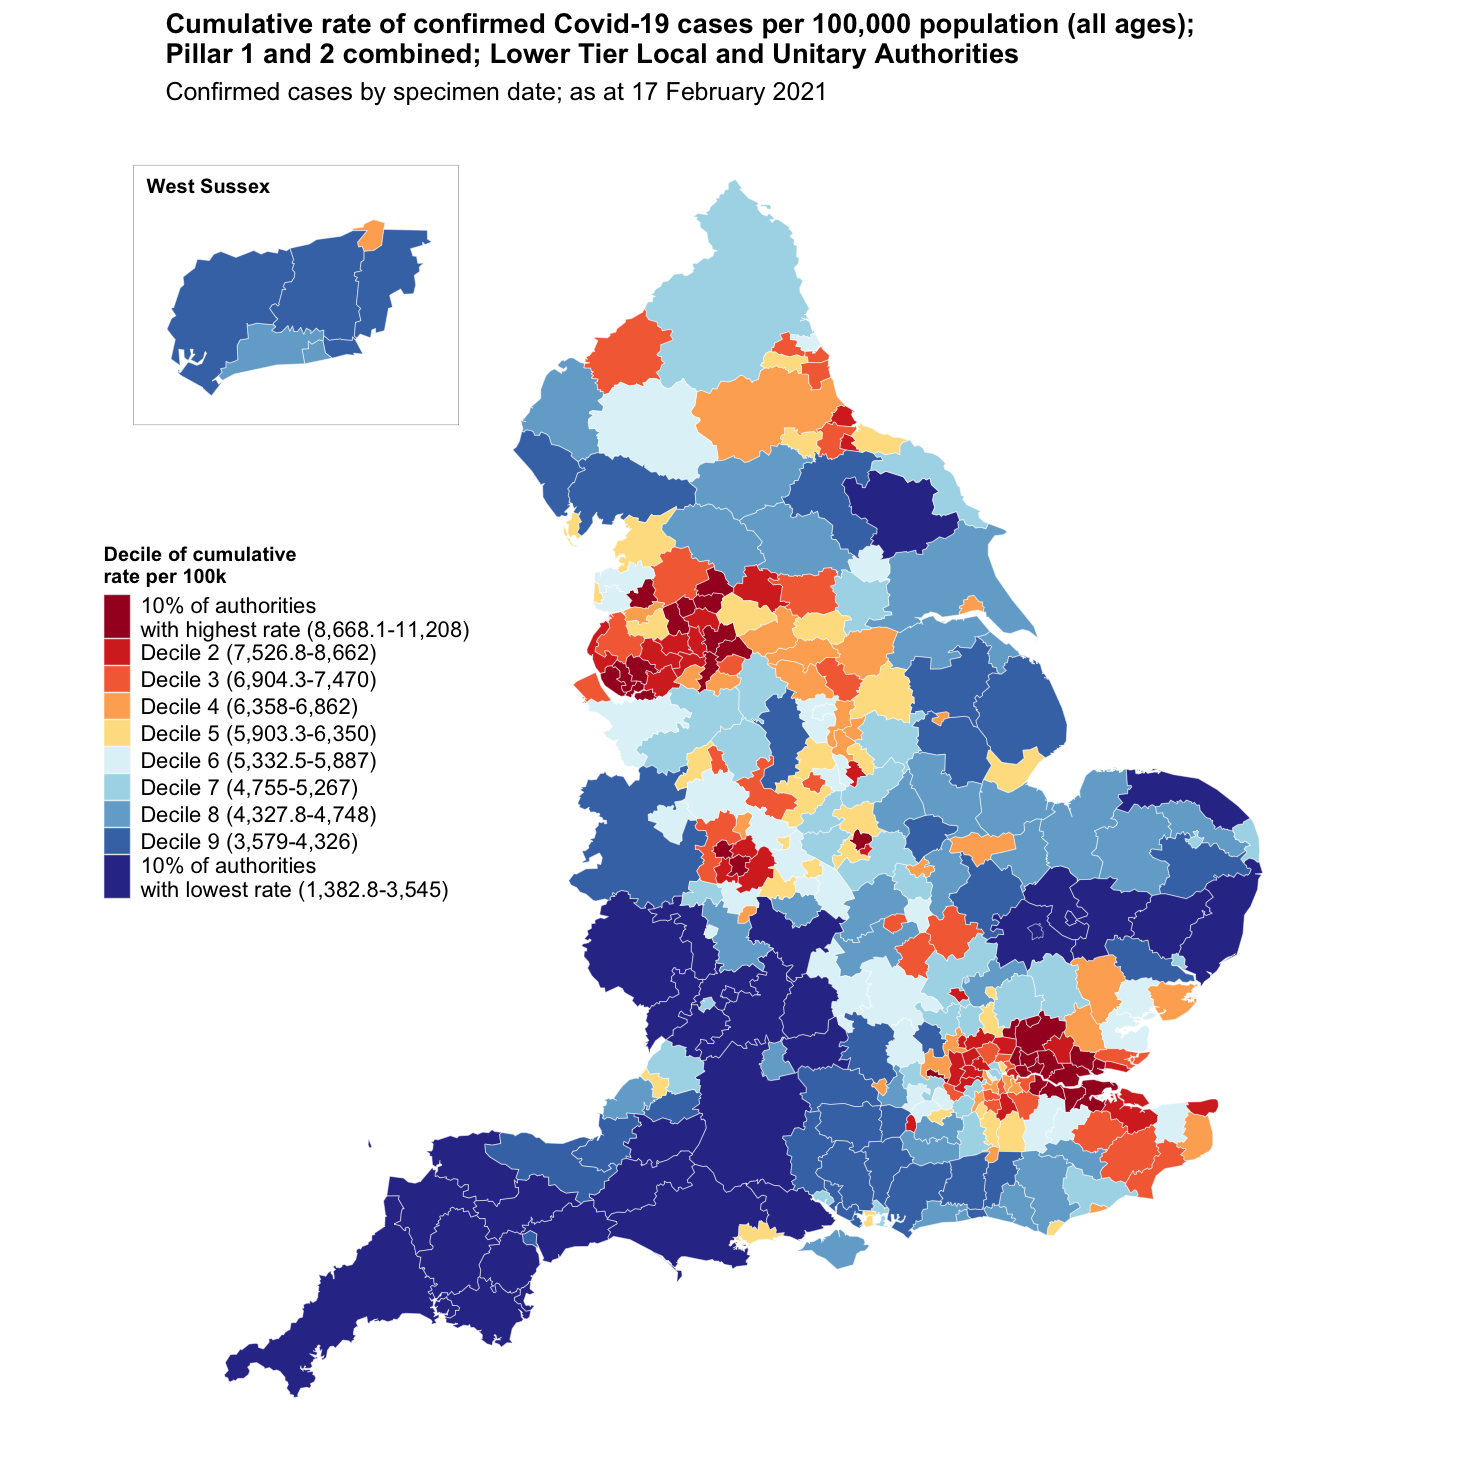 Cumulative rate of confirmed Covid-19 cases per 100,000 population (all ages);
Pillar 1 and 2 combined; Lower Tier Local and Unitary Authorities
Confirmed cases by specimen date; as at 17 February 2021
West Sussex
Decile of cumulative
rate per 100k
10% of authorities
with highest rate (8,668.1-11,208)
Decile 2 (7,526.8-8,662)
Decile 3 (6,904.3-7,470)
Decile 4 (6,358-6,862)
Decile 5 (5,903.3-6,350)
Decile 6 (5,332.5-5,887)
Decile 7 (4,755-5,267)
Decile 8 (4,327.8-4,748)
Decile 9 (3,579-4,326)
10% of authorities
with lowest rate (1,382.8-3,545)